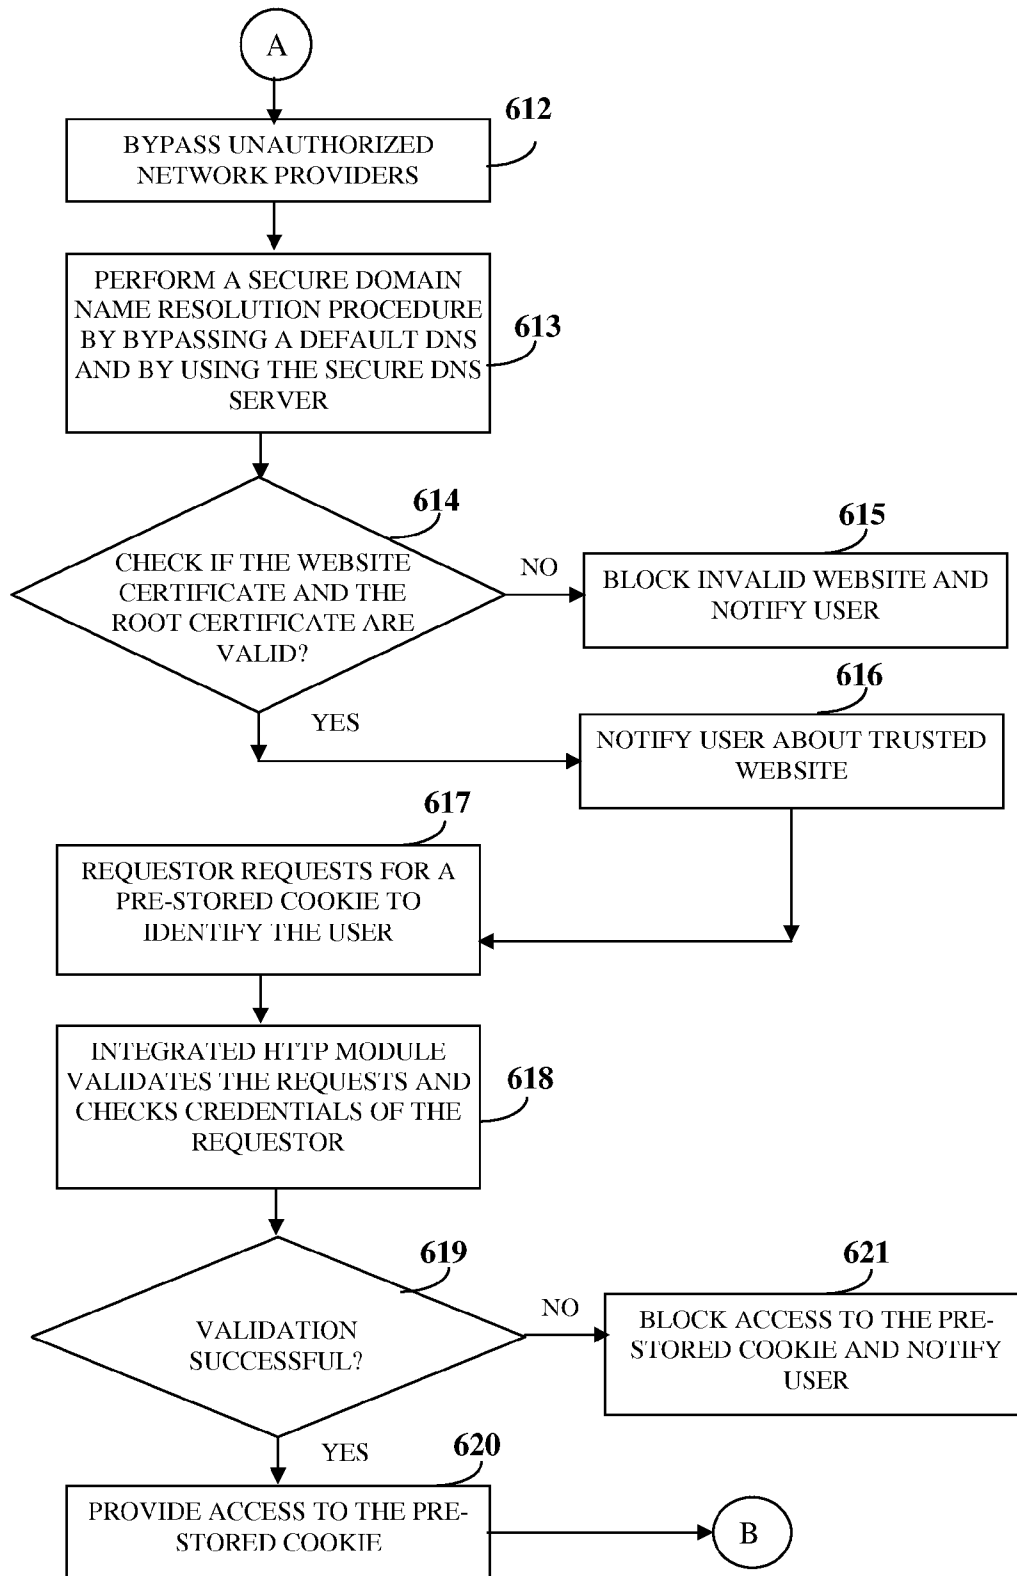 A
612
BYPASS UNAUTHORIZED
NETWORK PROVIDERS
PERFORM A SECURE DOMAIN
NAME RESOLUTION PROCEDURE
BY BYPASSING A DEFAULT DNS
AND BY USING THE SECURE DNS
SERVER
613
614
CHECK IF THE WEBSITE
CERTIFICATE AND THE
ROOT CERTIFICATE ARE
VALID?
NO
615
BLOCK INVALID WEBSITE AND
NOTIFY USER
YES
616
NOTIFY USER ABOUT TRUSTED
WEBSITE
617
REQUESTOR REQUESTS FOR A
PRE-STORED COOKIE TO
IDENTIFY THE USER
INTEGRATED HTTP MODULE
VALIDATES THE REQUESTS AND
CHECKS CREDENTIALS OF THE
REQUESTOR
618
619
VALIDATION
SUCCESSFUL?
NO
621
BLOCK ACCESS TO THE PRE-
STORED COOKIE AND NOTIFY
USER
YES
620
PROVIDE ACCESS TO THE PRE-
STORED COOKIE
B